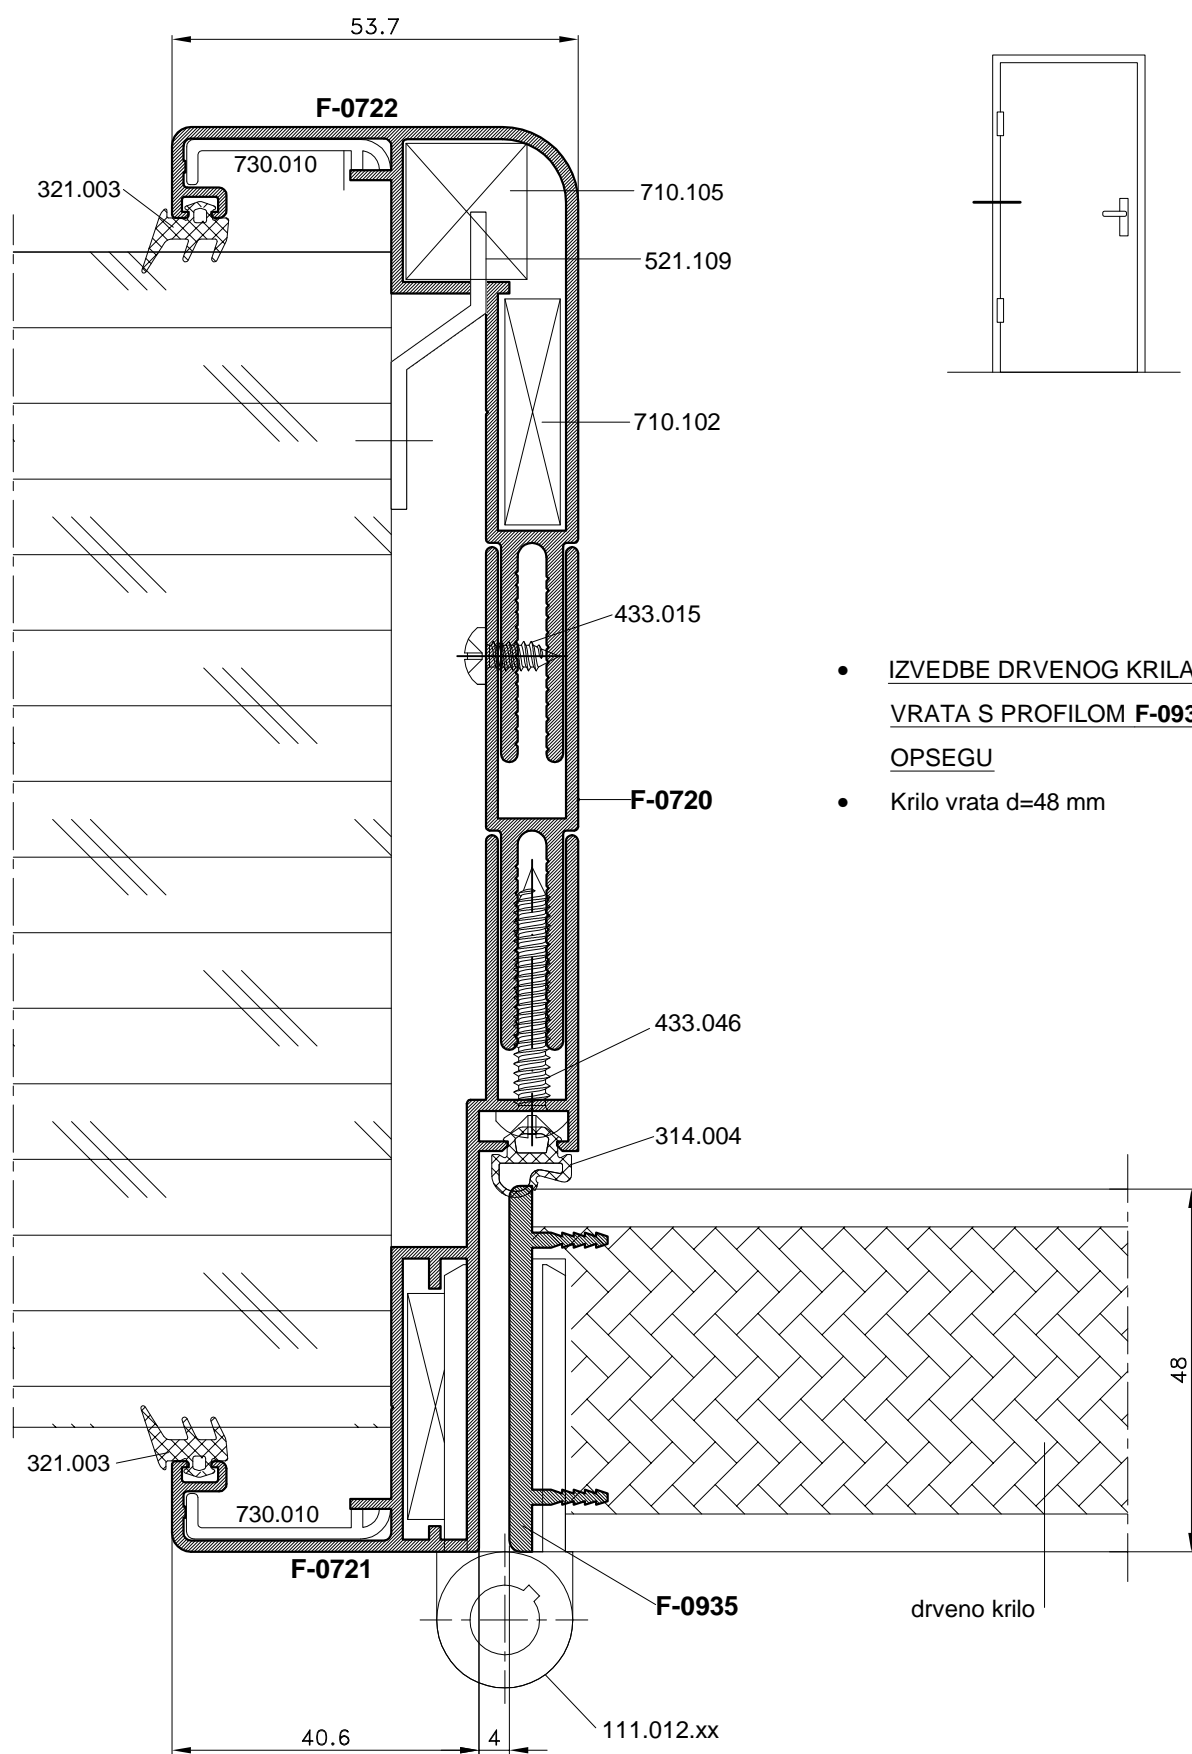 53.7
F-0722
730.010
321.003
710.105
521.109
710.102
433.015
• IZVEDBE DRVENOG KRILA
VRATA S PROFILOM F-093
OPSEGU
• Krilo vrata d=48 mm
F-0720
433.046
314.004
48
321.003
730.010
F-0721
F-0935
drveno krilo
111.012.xx
40.6
4